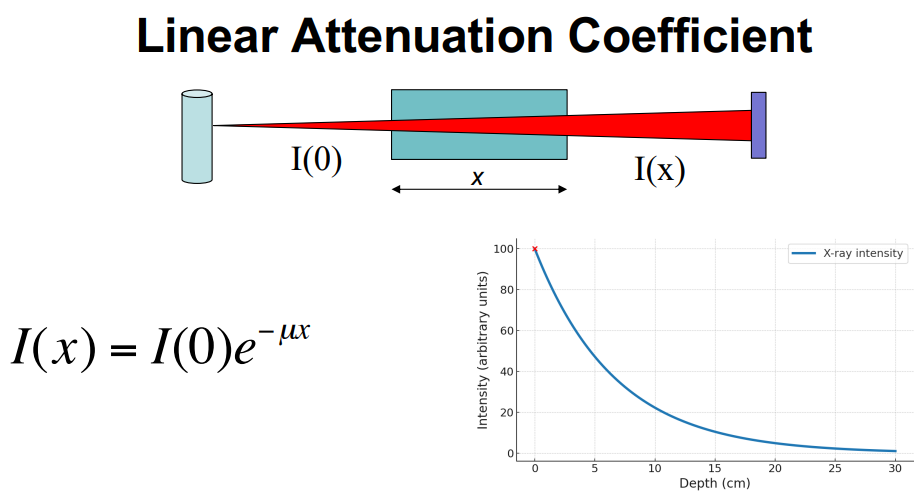 Linear Attenuation Coefficient
I(0)
x
I(x)
I(x) = I(0)e^{-μx}
X-ray intensity
Intensity (arbitrary units)
100
80
60
40
20
0
0 5 10 15 20 25 30
Depth (cm)